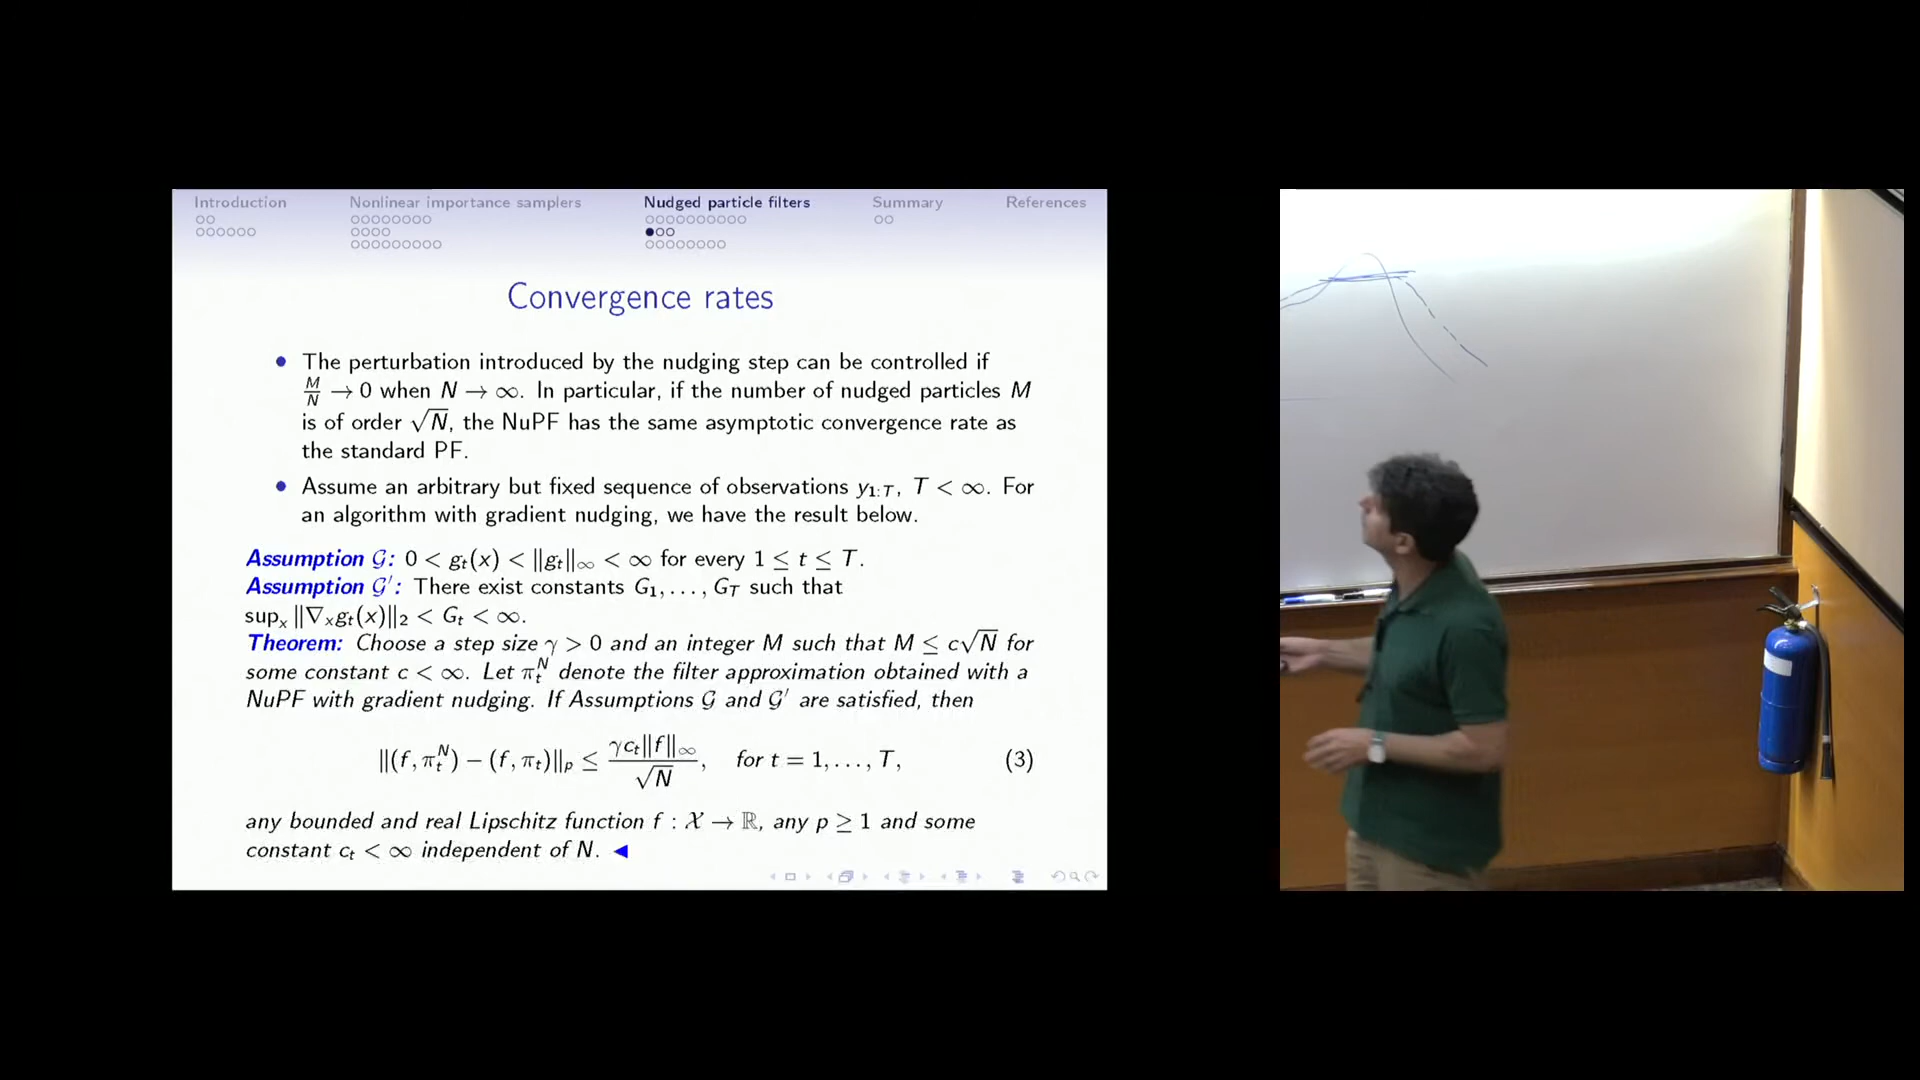 Introduction Nonlinear importance samplers Nudged particle filters Summary References
Convergence rates
• The perturbation introduced by the nudging step can be controlled if
M/N → 0 when N → ∞. In particular, if the number of nudged particles M
is of order √N, the NuPF has the same asymptotic convergence rate as
the standard PF.
• Assume an arbitrary but fixed sequence of observations y₁:T, T < ∞. For
an algorithm with gradient nudging, we have the result below.
Assumption 𝒢: 0 < gₜ(x) < ‖gₜ‖∞ < ∞ for every 1 ≤ t ≤ T.
Assumption 𝒢′: There exist constants G₁, . . . , G_T such that
supₓ ‖∇ₓgₜ(x)‖₂ < Gₜ < ∞.
Theorem: Choose a step size γ > 0 and an integer M such that M ≤ c√N for
some constant c < ∞. Let πₜᴺ denote the filter approximation obtained with a
NuPF with gradient nudging. If Assumptions 𝒢 and 𝒢′ are satisfied, then
‖(f, πₜᴺ) − (f, πₜ)‖ₚ ≤ γcₜ‖f‖∞/√N, for t = 1, . . . , T, (3)
any bounded and real Lipschitz function f : 𝒳 → ℝ, any p ≥ 1 and some
constant cₜ < ∞ independent of N.